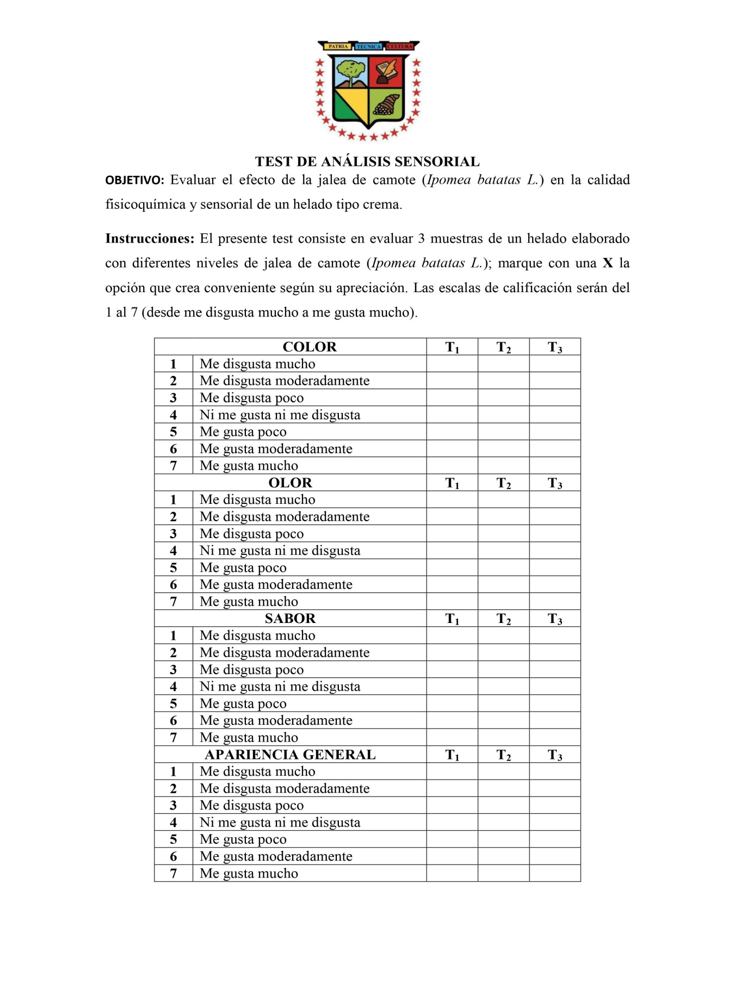 PATRIA TÉCNICA CULTURA
TEST DE ANÁLISIS SENSORIAL
OBJETIVO: Evaluar el efecto de la jalea de camote (Ipomea batatas L.) en la calidad
fisicoquímica y sensorial de un helado tipo crema.
Instrucciones: El presente test consiste en evaluar 3 muestras de un helado elaborado
con diferentes niveles de jalea de camote (Ipomea batatas L.); marque con una X la
opción que crea conveniente según su apreciación. Las escalas de calificación serán del
1 al 7 (desde me disgusta mucho a me gusta mucho).
COLOR T1 T2 T3
1 Me disgusta mucho
2 Me disgusta moderadamente
3 Me disgusta poco
4 Ni me gusta ni me disgusta
5 Me gusta poco
6 Me gusta moderadamente
7 Me gusta mucho
OLOR T1 T2 T3
1 Me disgusta mucho
2 Me disgusta moderadamente
3 Me disgusta poco
4 Ni me gusta ni me disgusta
5 Me gusta poco
6 Me gusta moderadamente
7 Me gusta mucho
SABOR T1 T2 T3
1 Me disgusta mucho
2 Me disgusta moderadamente
3 Me disgusta poco
4 Ni me gusta ni me disgusta
5 Me gusta poco
6 Me gusta moderadamente
7 Me gusta mucho
APARIENCIA GENERAL T1 T2 T3
1 Me disgusta mucho
2 Me disgusta moderadamente
3 Me disgusta poco
4 Ni me gusta ni me disgusta
5 Me gusta poco
6 Me gusta moderadamente
7 Me gusta mucho